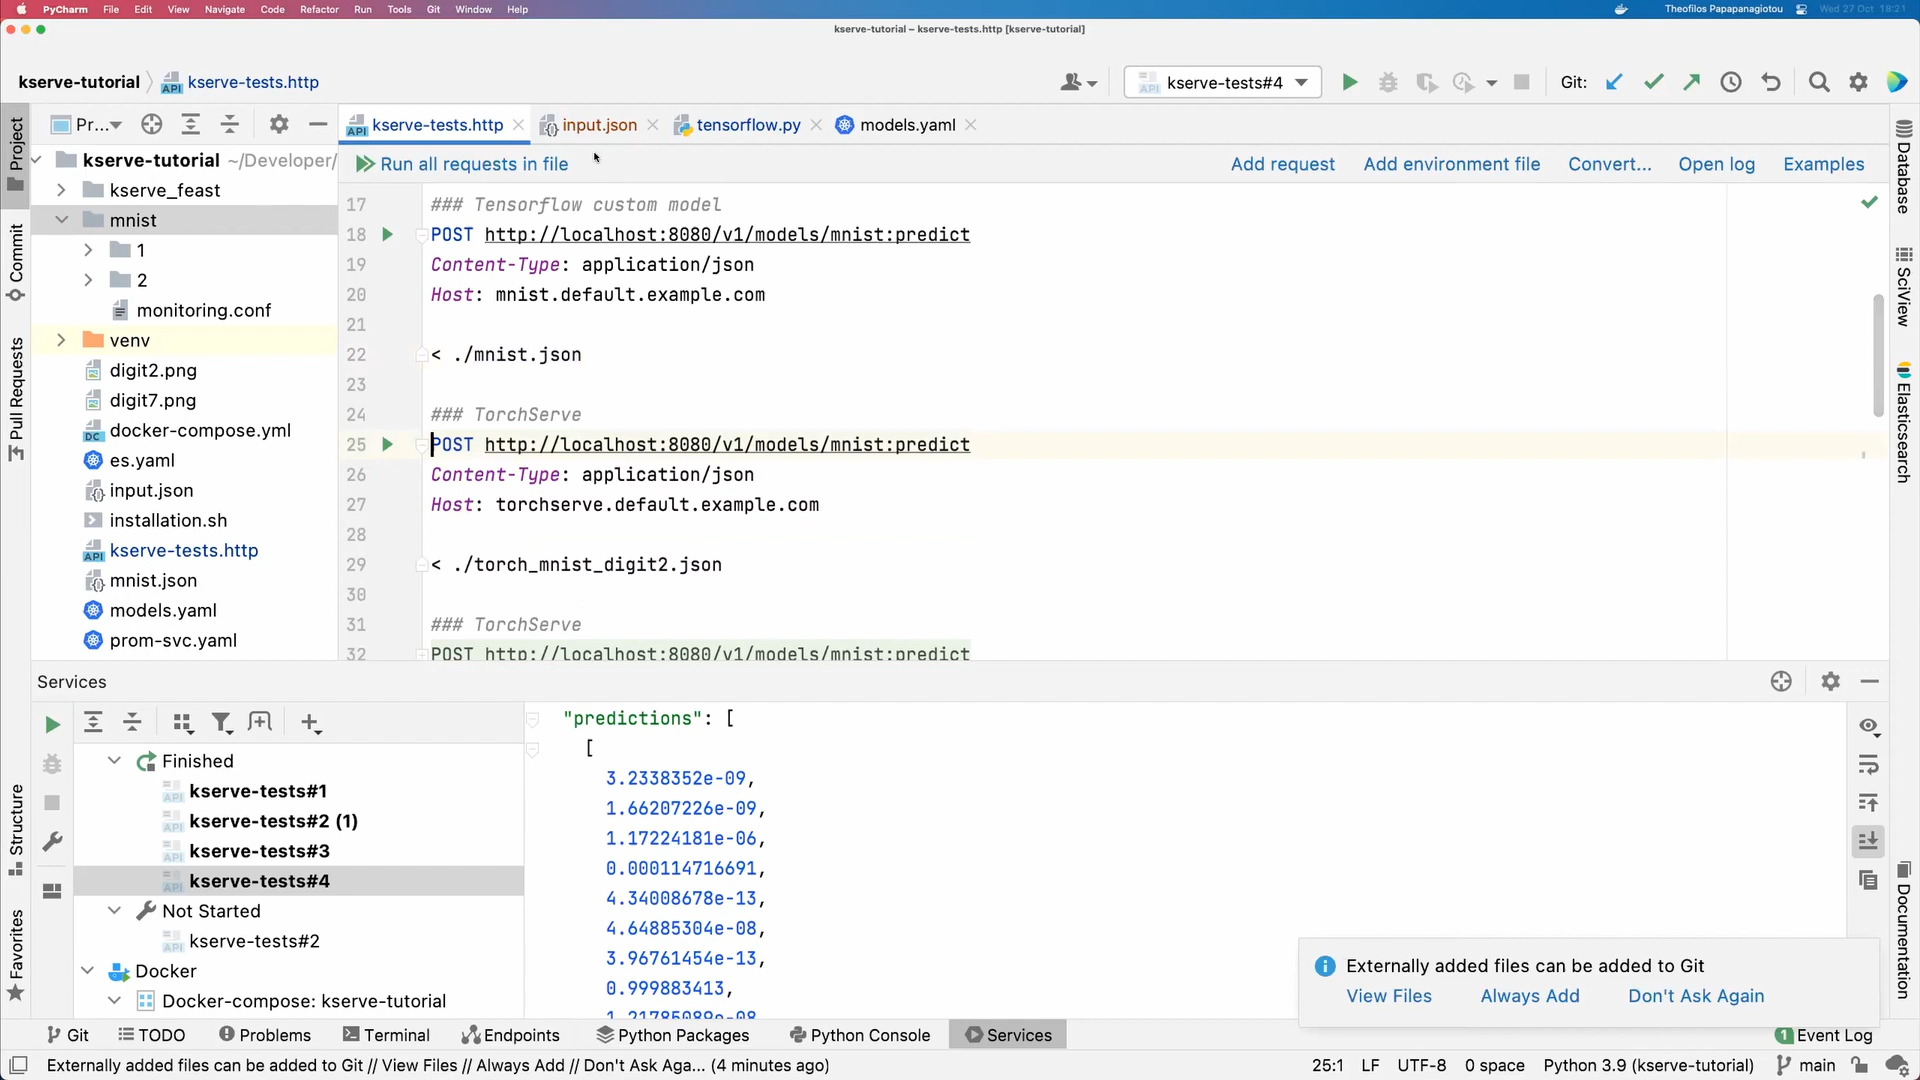 PyCharm File Edit View Navigate Code Refactor Run Tools Git Window Help Theofilos Papapanagiotou Wed 27 Oct 18:21
kserve-tutorial – kserve-tests.http [kserve-tutorial]
kserve-tutorial kserve-tests.http kserve-tests#4 Git:
Pr... kserve-tests.http input.json tensorflow.py models.yaml
Run all requests in file Add request Add environment file Convert... Open log Examples
Project
Commit
Pull Requests
Structure
Favorites
kserve-tutorial ~/Developer/
kserve_feast
mnist
1
2
monitoring.conf
venv
digit2.png
digit7.png
docker-compose.yml
es.yaml
input.json
installation.sh
kserve-tests.http
mnist.json
models.yaml
prom-svc.yaml
17 ### Tensorflow custom model
18 POST http://localhost:8080/v1/models/mnist:predict
19 Content-Type: application/json
20 Host: mnist.default.example.com
21
22 < ./mnist.json
23
24 ### TorchServe
25 POST http://localhost:8080/v1/models/mnist:predict
26 Content-Type: application/json
27 Host: torchserve.default.example.com
28
29 < ./torch_mnist_digit2.json
30
31 ### TorchServe
32 POST http://localhost:8080/v1/models/mnist:predict
Database
SciView
Elasticsearch
Documentation
Services
Finished
kserve-tests#1
kserve-tests#2 (1)
kserve-tests#3
kserve-tests#4
Not Started
kserve-tests#2
Docker
Docker-compose: kserve-tutorial
"predictions": [
[
3.2338352e-09,
1.66207226e-09,
1.17224181e-06,
0.000114716691,
4.34008678e-13,
4.64885304e-08,
3.96761454e-13,
0.999883413,
1.21785089e-08
Externally added files can be added to Git
View Files Always Add Don't Ask Again
Git TODO Problems Terminal Endpoints Python Packages Python Console Services 1 Event Log
Externally added files can be added to Git // View Files // Always Add // Don't Ask Aga... (4 minutes ago) 25:1 LF UTF-8 0 space Python 3.9 (kserve-tutorial) main